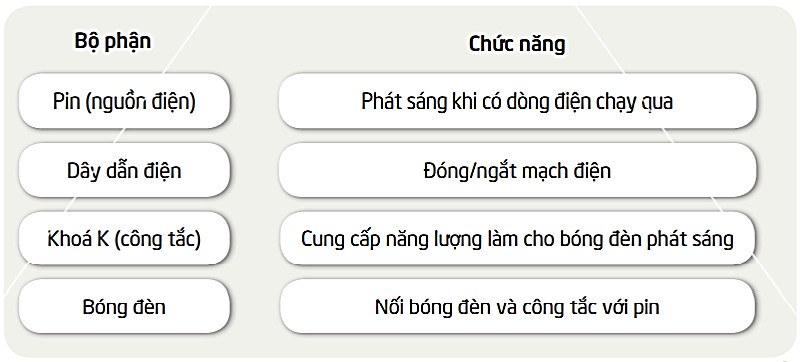 Bộ phận
Chức năng
Pin (nguồn điện)
Phát sáng khi có dòng điện chạy qua
Dây dẫn điện
Đóng/ngắt mạch điện
Khoá K (công tắc)
Cung cấp năng lượng làm cho bóng đèn phát sáng
Bóng đèn
Nối bóng đèn và công tắc với pin